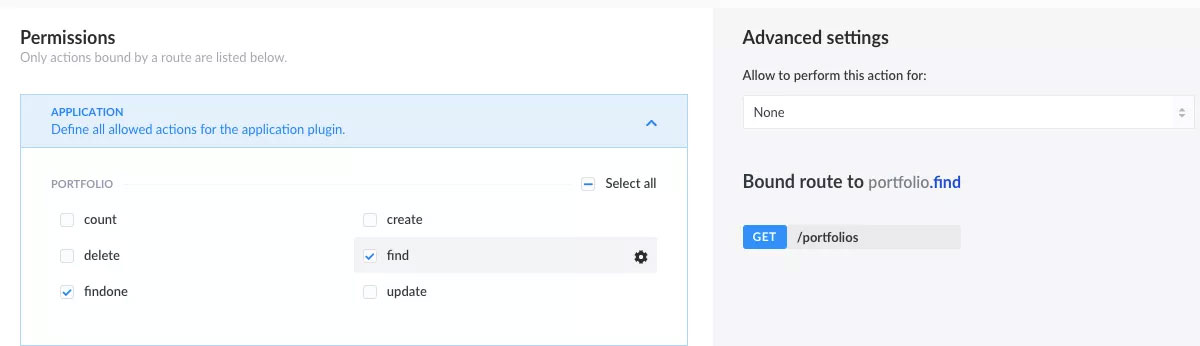 Permissions
Only actions bound by a route are listed below.
APPLICATION
Define all allowed actions for the application plugin.
PORTFOLIO
Select all
count
create
delete
find
findone
update
Advanced settings
Allow to perform this action for:
None
Bound route to portfolio.find
GET /portfolios